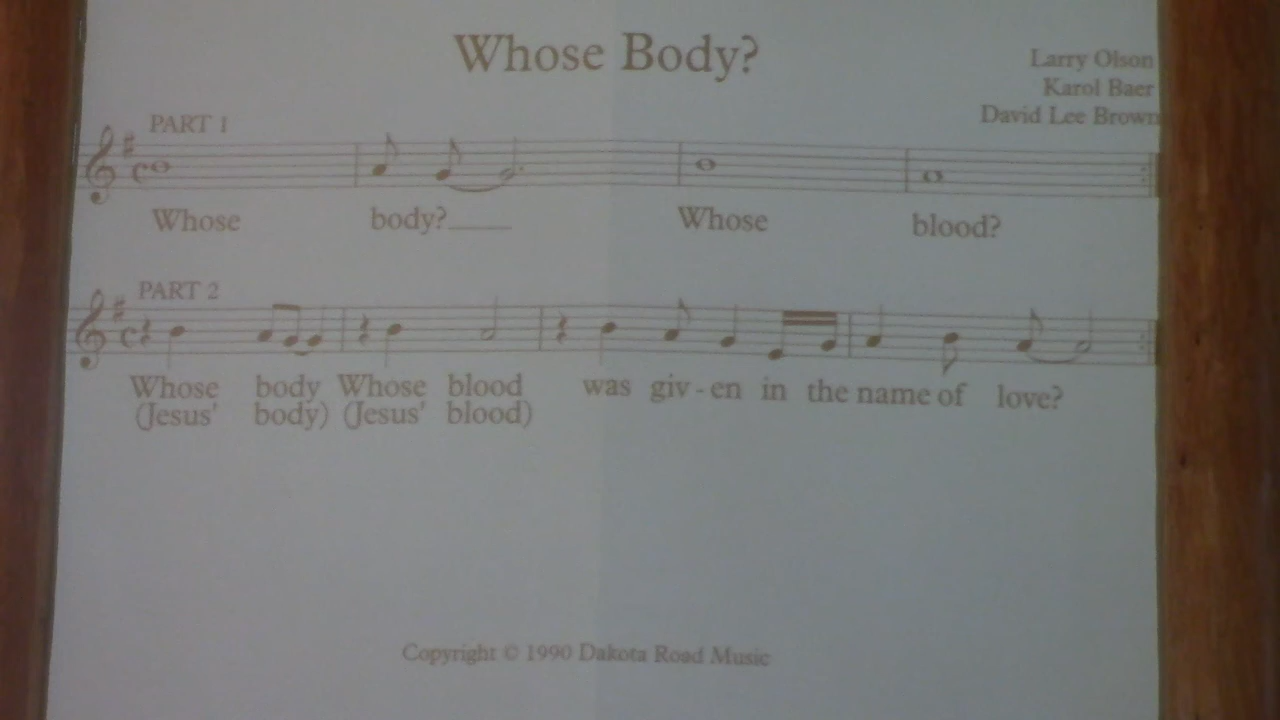 Whose Body?
Larry Olson
Karol Baer
David Lee Brown
PART 1
Whose body?____ Whose blood?
PART 2
Whose body Whose blood was giv - en in the name of love?
(Jesus' body) (Jesus' blood)
Copyright © 1990 Dakota Road Music